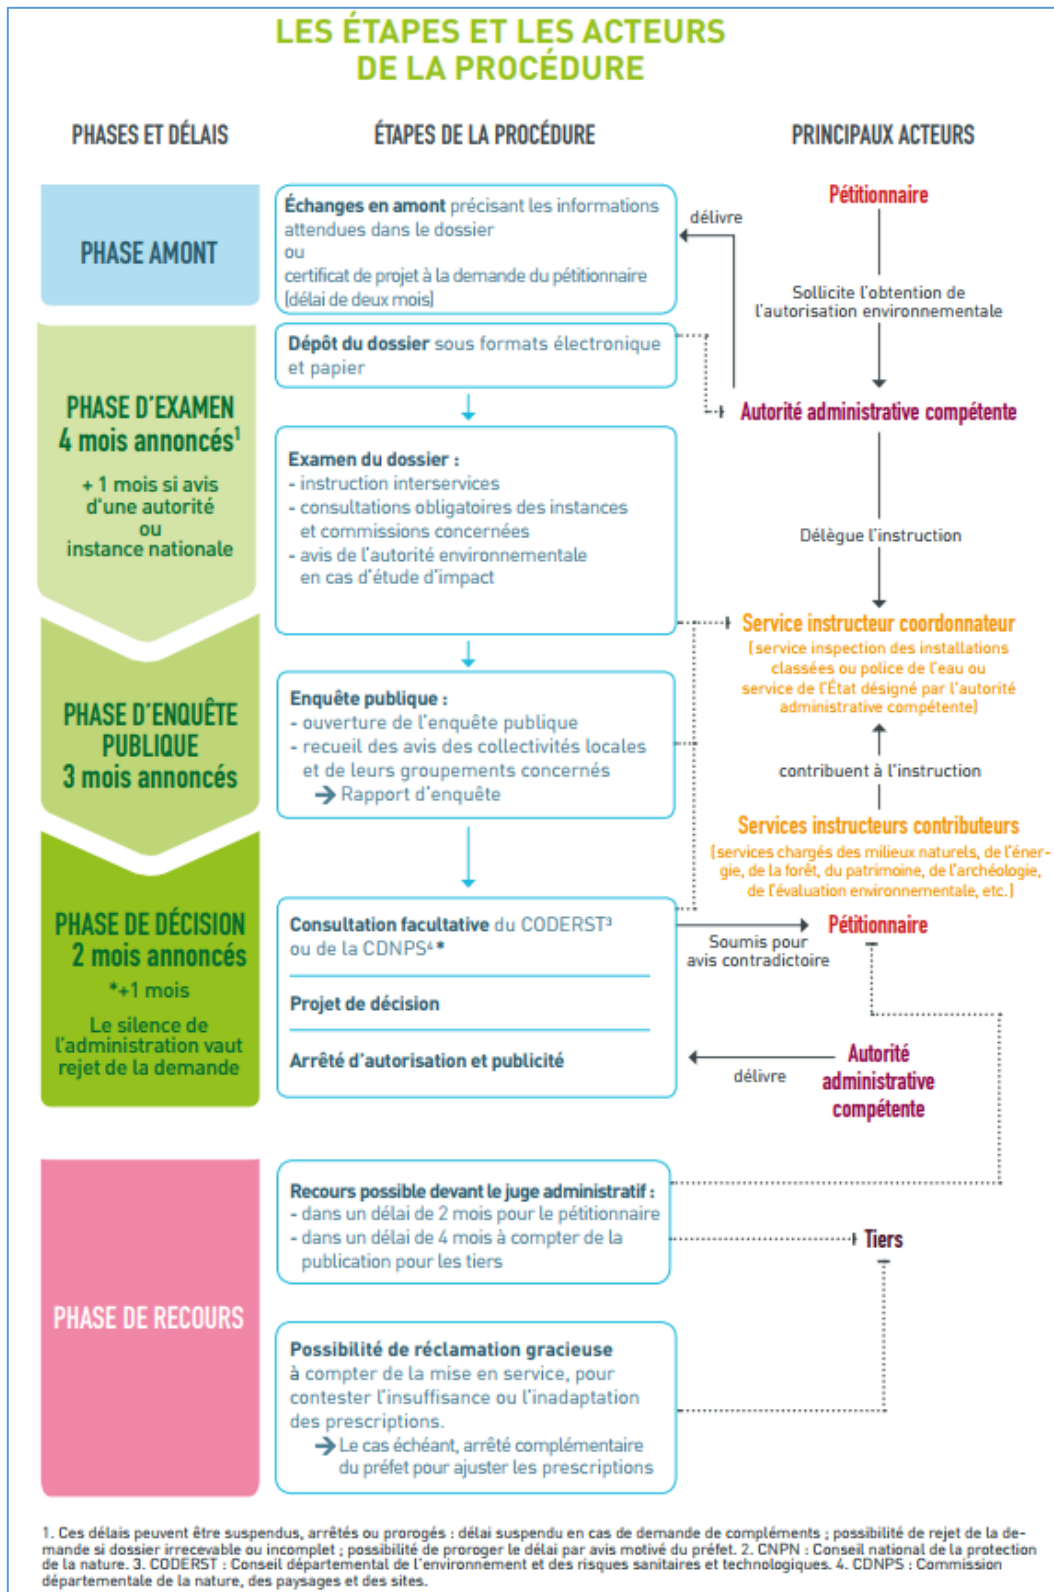 LES ÉTAPES ET LES ACTEURS
DE LA PROCÉDURE
PHASES ET DÉLAIS
ÉTAPES DE LA PROCÉDURE
PRINCIPAUX ACTEURS
PHASE AMONT
Échanges en amont précisant les informations
attendues dans le dossier
ou
certificat de projet à la demande du pétitionnaire
(délai de deux mois)
délivre
Pétitionnaire
Sollicite l'obtention de
l'autorisation environnementale
PHASE D'EXAMEN
4 mois annoncés¹
+ 1 mois si avis
d'une autorité
ou
instance nationale
Dépôt du dossier sous formats électronique
et papier
Autorité administrative compétente
Examen du dossier :
- instruction interservices
- consultations obligatoires des instances
et commissions concernées
- avis de l'autorité environnementale
en cas d'étude d'impact
Délègue l'instruction
Service instructeur coordonnateur
(service inspection des installations
classées ou police de l'eau ou
service de l'État désigné par l'autorité
administrative compétente)
PHASE D'ENQUÊTE
PUBLIQUE
3 mois annoncés
Enquête publique :
- ouverture de l'enquête publique
- recueil des avis des collectivités locales
et de leurs groupements concernés
→ Rapport d'enquête
contribuent à l'instruction
Services instructeurs contributeurs
(services chargés des milieux naturels, de l'éner-
gie, de la forêt, du patrimoine, de l'archéologie,
de l'évaluation environnementale, etc.)
PHASE DE DÉCISION
2 mois annoncés
*+1 mois
Le silence de
l'administration vaut
rejet de la demande
Consultation facultative du CODERST³
ou de la CDNPS⁴*
Projet de décision
Arrêté d'autorisation et publicité
Soumis pour
avis contradictoire
Pétitionnaire
délivre
Autorité
administrative
compétente
PHASE DE RECOURS
Recours possible devant le juge administratif :
- dans un délai de 2 mois pour le pétitionnaire
- dans un délai de 4 mois à compter de la
publication pour les tiers
Tiers
Possibilité de réclamation gracieuse
à compter de la mise en service, pour
contester l'insuffisance ou l'inadaptation
des prescriptions.
→ Le cas échéant, arrêté complémentaire
du préfet pour ajuster les prescriptions
1. Ces délais peuvent être suspendus, arrêtés ou prorogés : délai suspendu en cas de demande de compléments ; possibilité de rejet de la de-
mande si dossier irrecevable ou incomplet ; possibilité de proroger le délai par avis motivé du préfet. 2. CNPN : Conseil national de la protection
de la nature. 3. CODERST : Conseil départemental de l'environnement et des risques sanitaires et technologiques. 4. CDNPS : Commission
départementale de la nature, des paysages et des sites.